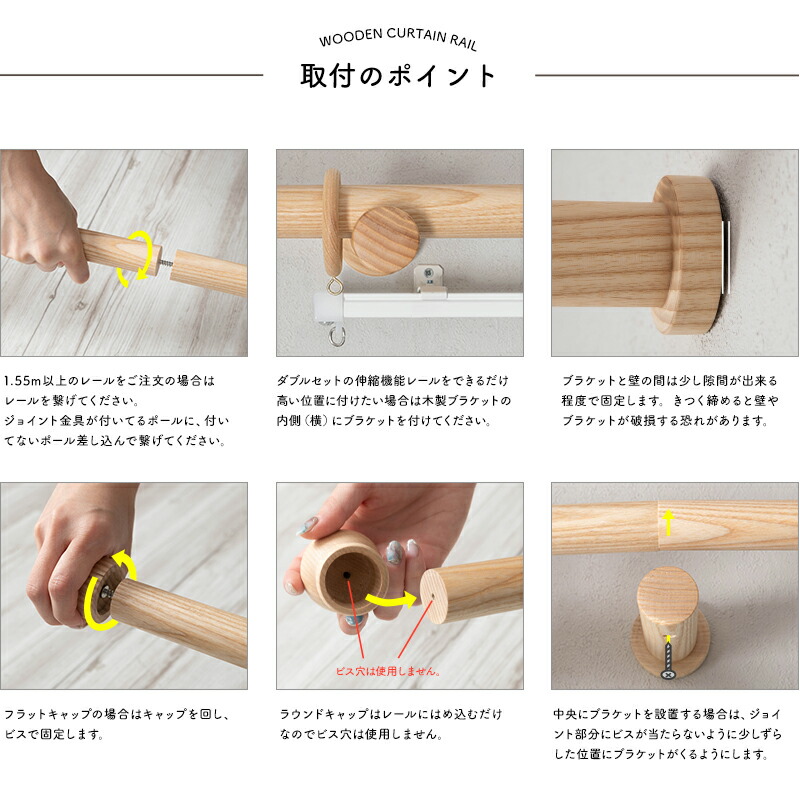 WOODEN CURTAIN RAIL
取付のポイント
1.55m以上のレールをご注文の場合は
レールを繋げてください。
ジョイント金具が付いてるポールに、付い
てないポール差し込んで繋げてください。
ダブルセットの伸縮機能レールをできるだけ
高い位置に付けたい場合は木製ブラケットの
内側（横）にブラケットを付けてください。
ブラケットと壁の間は少し隙間が出来る
程度で固定します。きつく締めると壁や
ブラケットが破損する恐れがあります。
ビス穴は使用しません。
フラットキャップの場合はキャップを回し、
ビスで固定します。
ラウンドキャップはレールにはめ込むだけ
なのでビス穴は使用しません。
中央にブラケットを設置する場合は、ジョイ
ント部分にビスが当たらないように少しずら
した位置にブラケットがくるようにします。